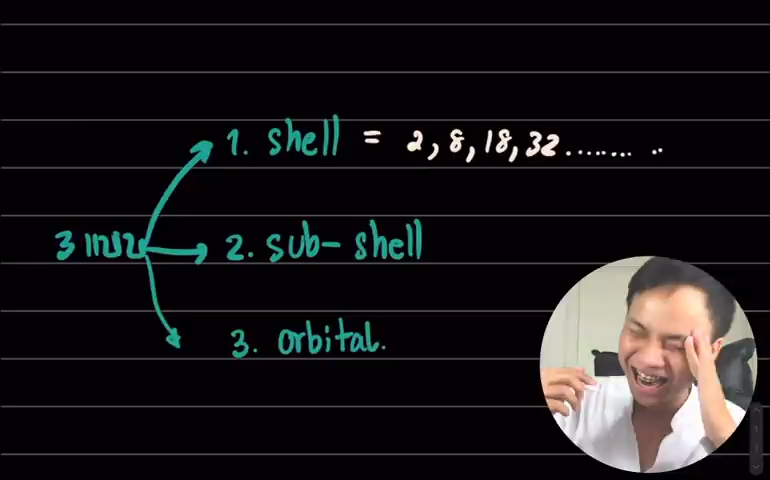 1. shell = 2, 8, 18, 32...........
3 แบบ
2. sub-shell
3. orbital.